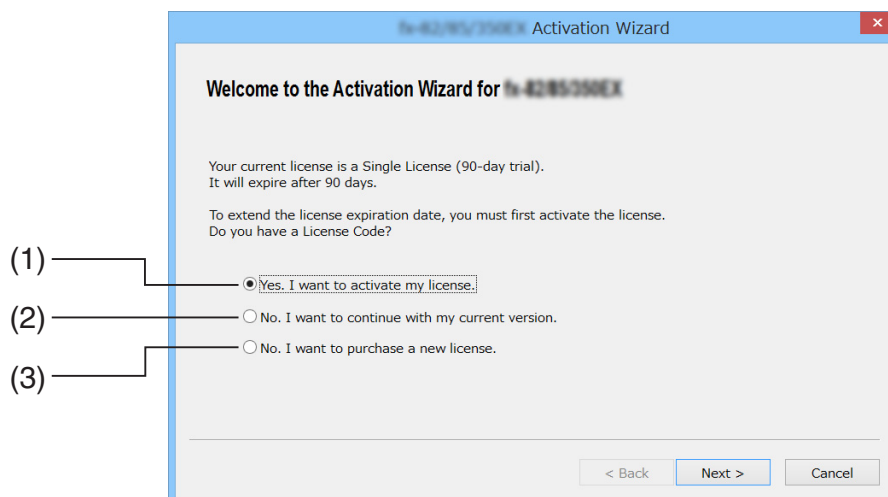 Activation Wizard
Welcome to the Activation Wizard for
Your current license is a Single License (90-day trial).
It will expire after 90 days.
To extend the license expiration date, you must first activate the license.
Do you have a License Code?
(1)
Yes. I want to activate my license.
(2)
No. I want to continue with my current version.
(3)
No. I want to purchase a new license.
< Back
Next >
Cancel